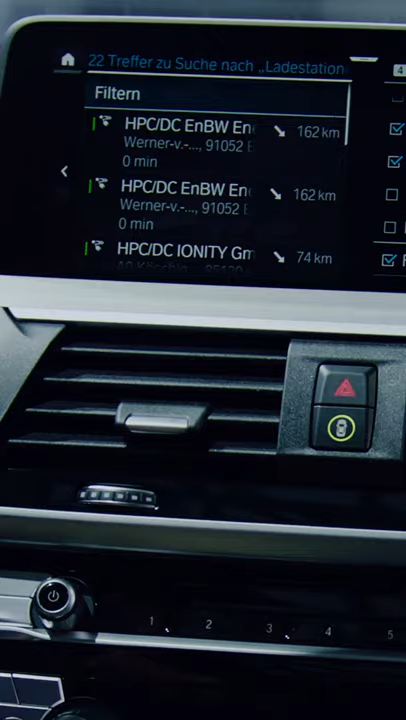 22 Treffer zu Suche nach „Ladestation
4
Filtern
HPC/DC EnBW En
162 km
Werner-v.-..., 91052 E
0 min
HPC/DC EnBW En
162 km
Werner-v.-..., 91052 E
0 min
HPC/DC IONITY Gm
74 km
1 2 3 4 5